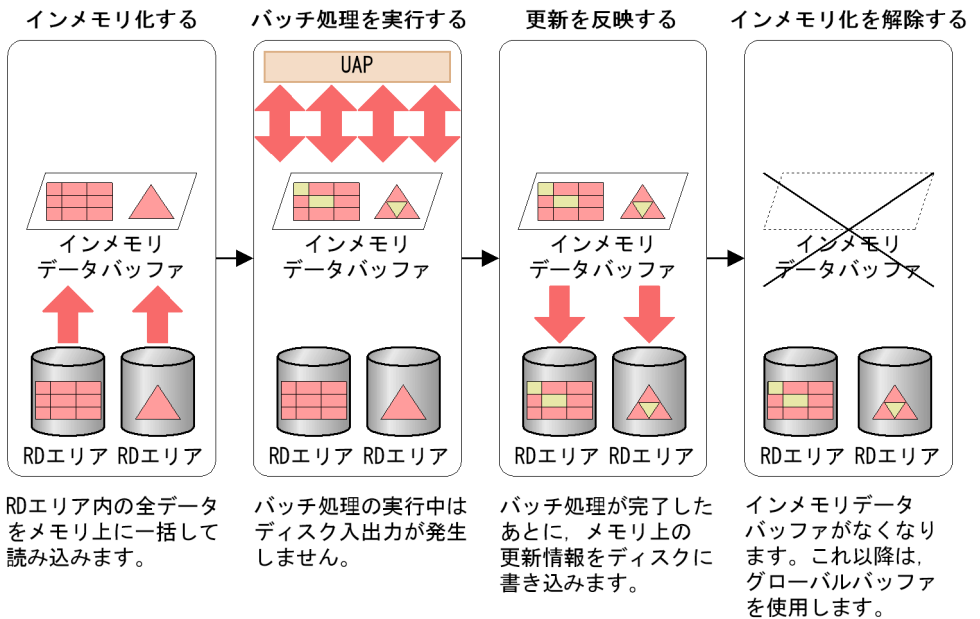 インメモリ化する
インメモリ
データバッファ
RDエリア RDエリア
RDエリア内の全データ
をメモリ上に一括して
読み込みます。
バッチ処理を実行する
UAP
インメモリ
データバッファ
RDエリア RDエリア
バッチ処理の実行中は
ディスク入出力が発生
しません。
更新を反映する
インメモリ
データバッファ
RDエリア RDエリア
バッチ処理が完了した
あとに，メモリ上の
更新情報をディスクに
書き込みます。
インメモリ化を解除する
インメモリ
データバッファ
RDエリア RDエリア
インメモリデータ
バッファがなくなり
ます。これ以降は，
グローバルバッファ
を使用します。